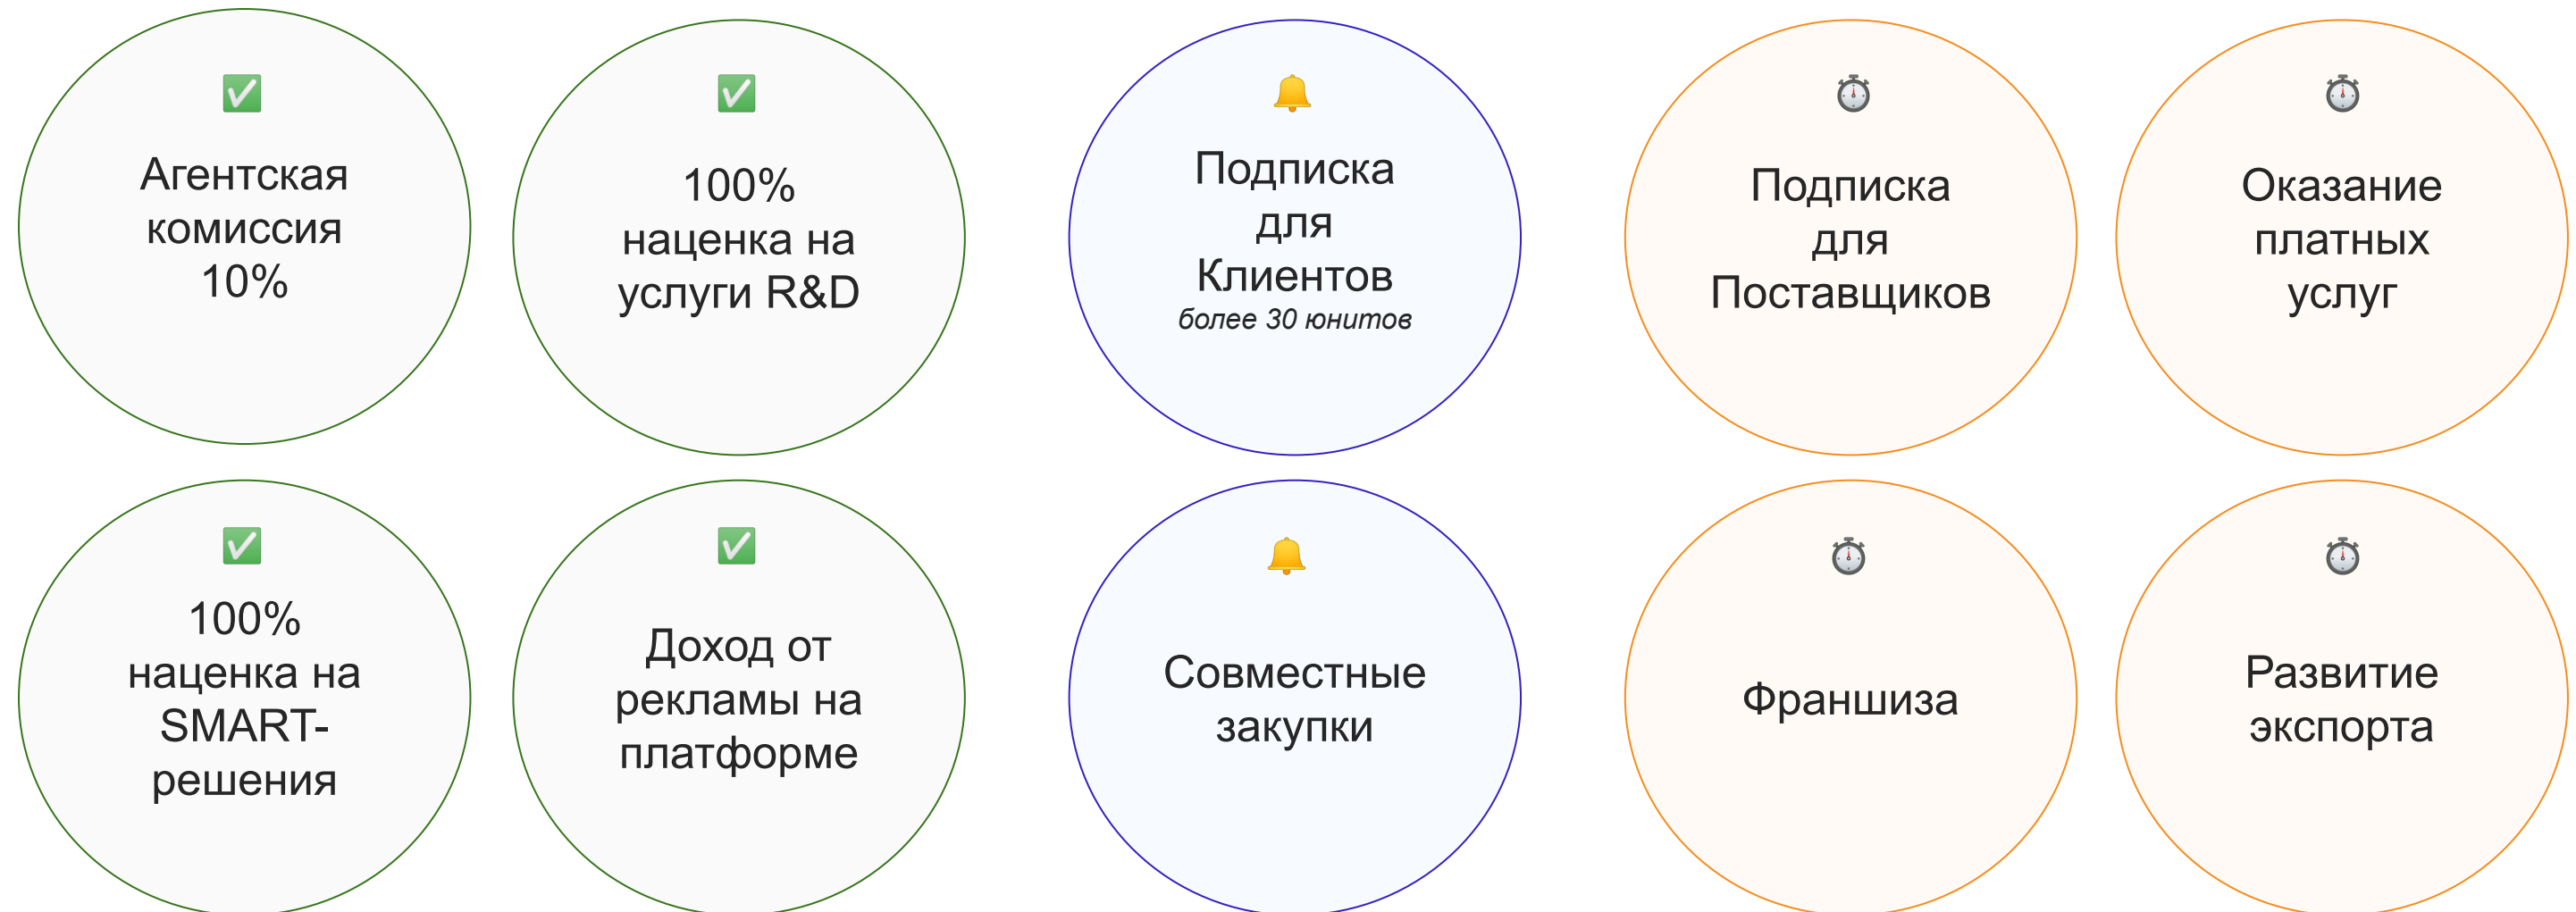 Агентская
комиссия
10%
100%
наценка на
услуги R&D
Подписка
для
Клиентов
более 30 юнитов
Подписка
для
Поставщиков
Оказание
платных
услуг
100%
наценка на
SMART-
решения
Доход от
рекламы на
платформе
Совместные
закупки
Франшиза
Развитие
экспорта